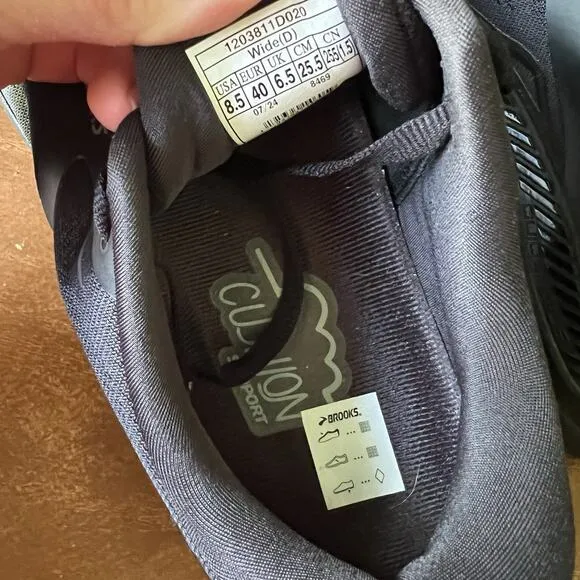 1203811D020
Wide(D)
USA EUR UK CM CN
8.5 40 6.5 25.5 255(1.5)
07/24 8469
CUSHION
SUPPORT
BROOKS